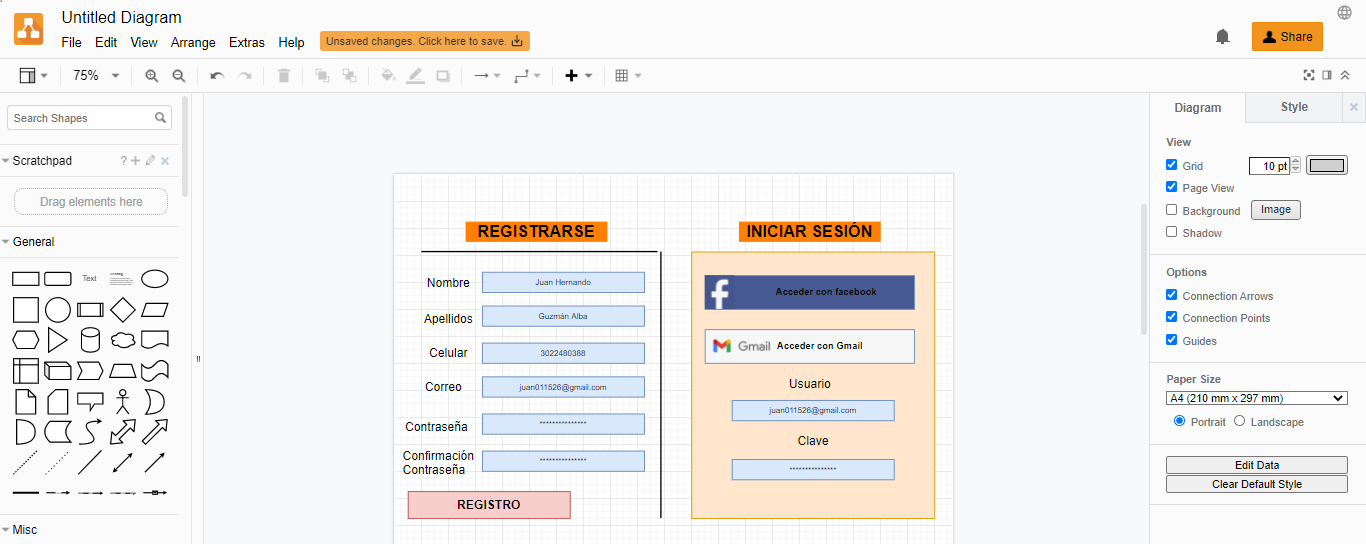 Untitled Diagram
File Edit View Arrange Extras Help Unsaved changes. Click here to save.
Share
75%
Search Shapes
Scratchpad ?
Drag elements here
General
Text
Misc
REGISTRARSE
Nombre Juan Hernando
Apellidos Guzmán Alba
Celular 3022480388
Correo juan011526@gmail.com
Contraseña ***************
Confirmación
Contraseña ***************
REGISTRO
INICIAR SESIÓN
Acceder con facebook
Gmail Acceder con Gmail
Usuario
juan011526@gmail.com
Clave
***************
Diagram Style
View
Grid 10 pt
Page View
Background Image
Shadow
Options
Connection Arrows
Connection Points
Guides
Paper Size
A4 (210 mm x 297 mm)
Portrait Landscape
Edit Data
Clear Default Style